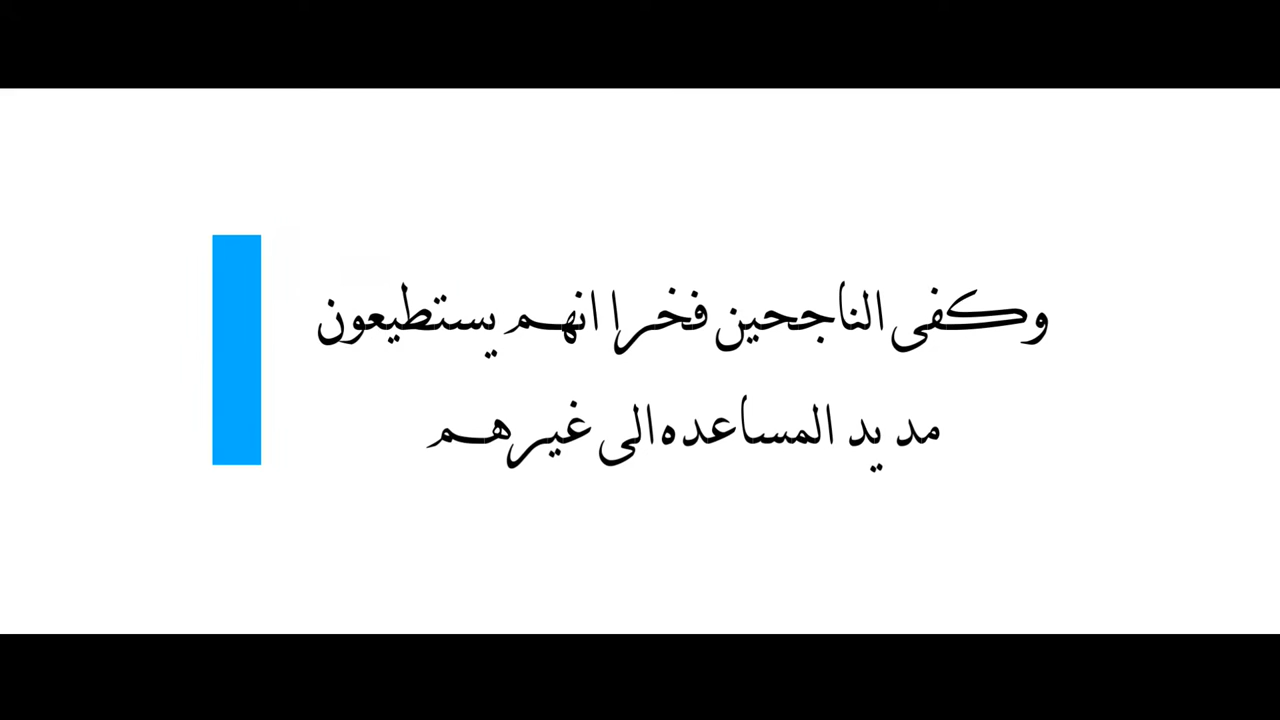 وكفى الناجحين فخرا انهم يستطيعون
مد يد المساعده الى غيرهم